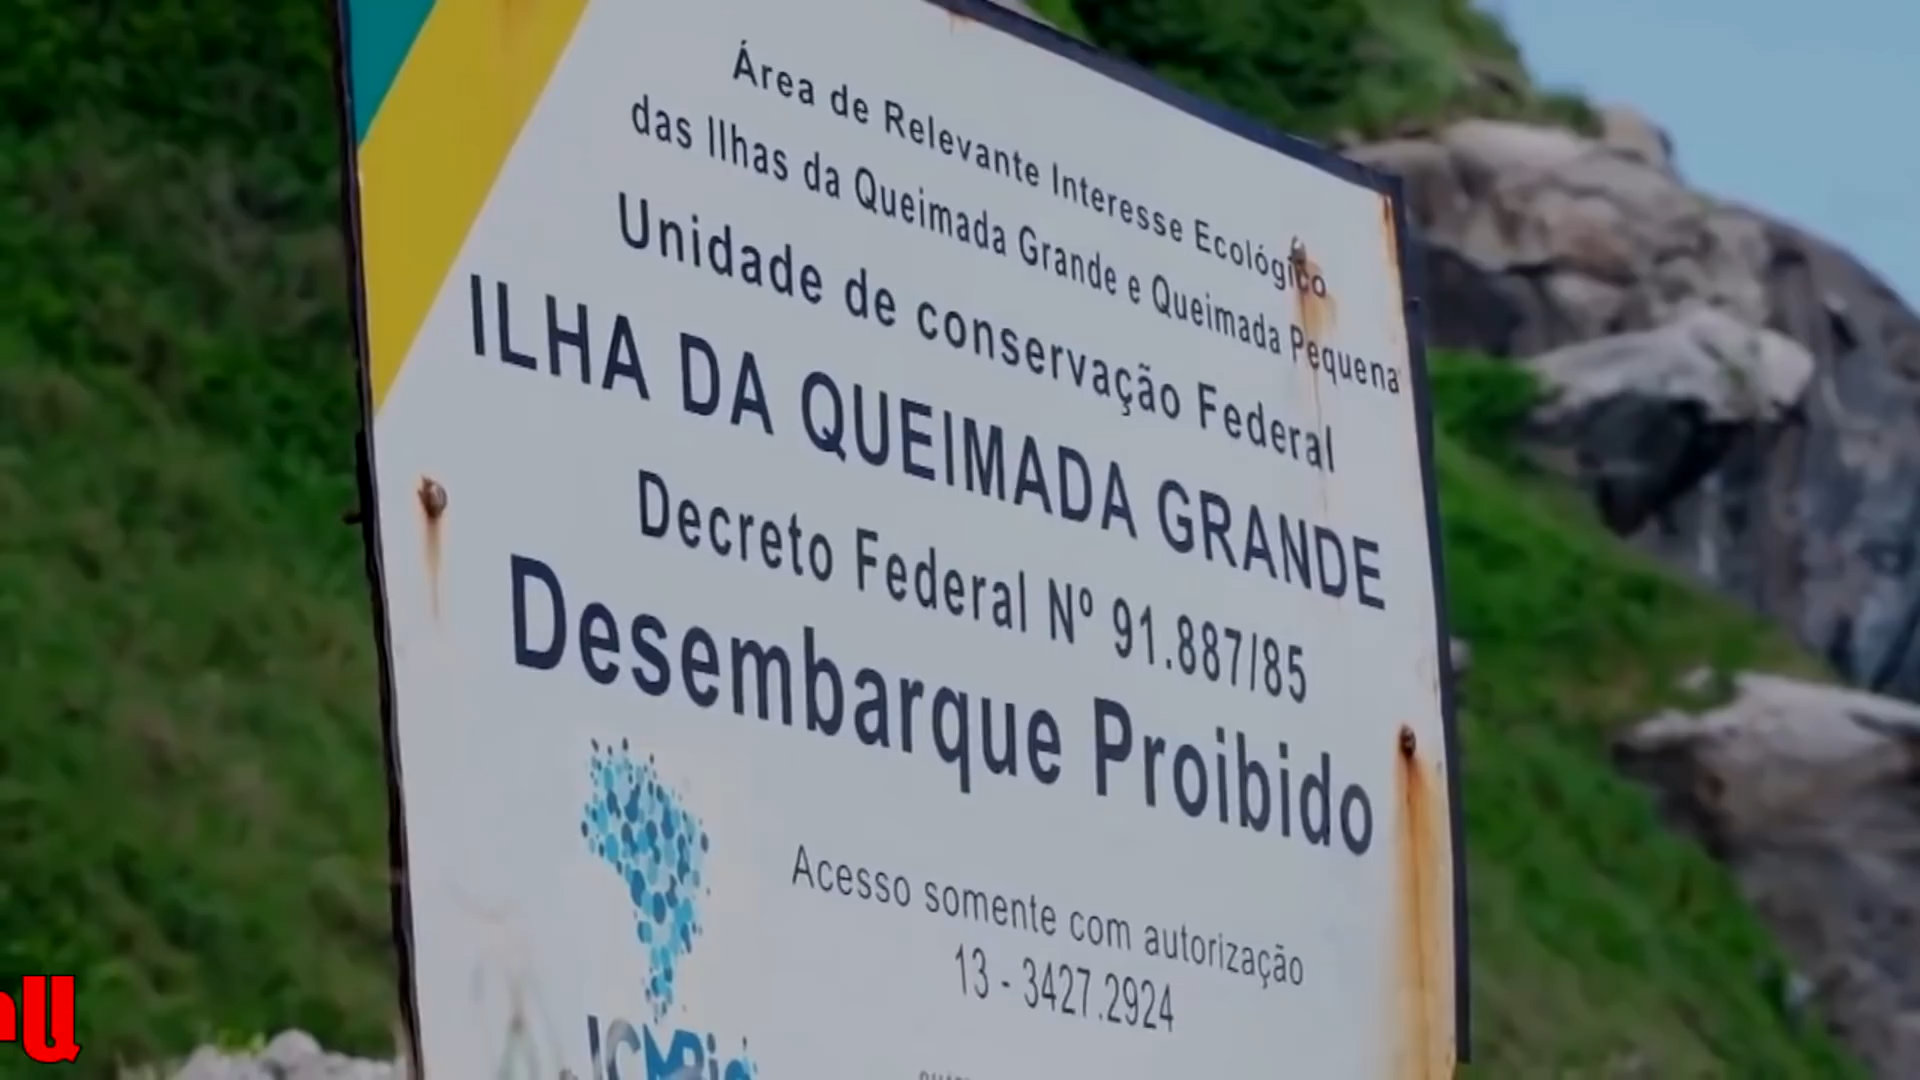 Área de Relevante Interesse Ecológico
das Ilhas da Queimada Grande e Queimada Pequena
Unidade de conservação Federal
ILHA DA QUEIMADA GRANDE
Decreto Federal Nº 91.887/85
Desembarque Proibido
Acesso somente com autorização
13 - 3427.2924
ICMBio